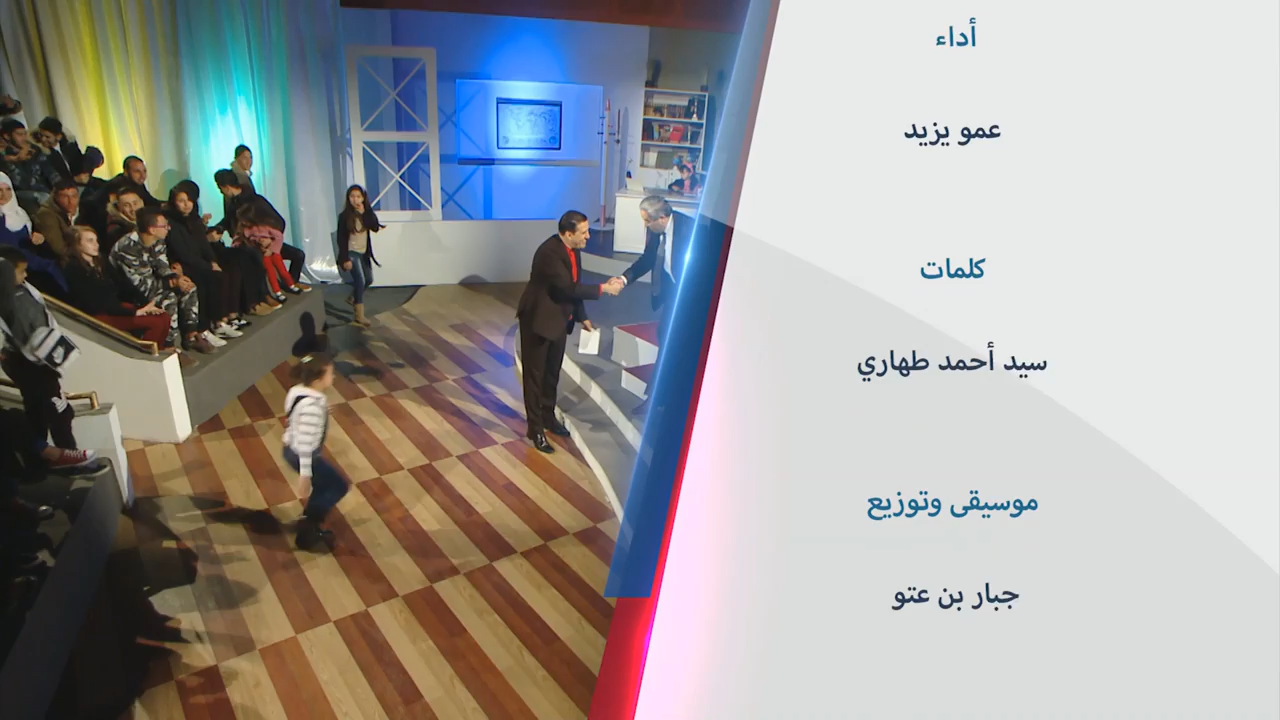 أداء
عمو يزيد
كلمات
سيد أحمد طهاري
موسيقى وتوزيع
جبار بن عتو